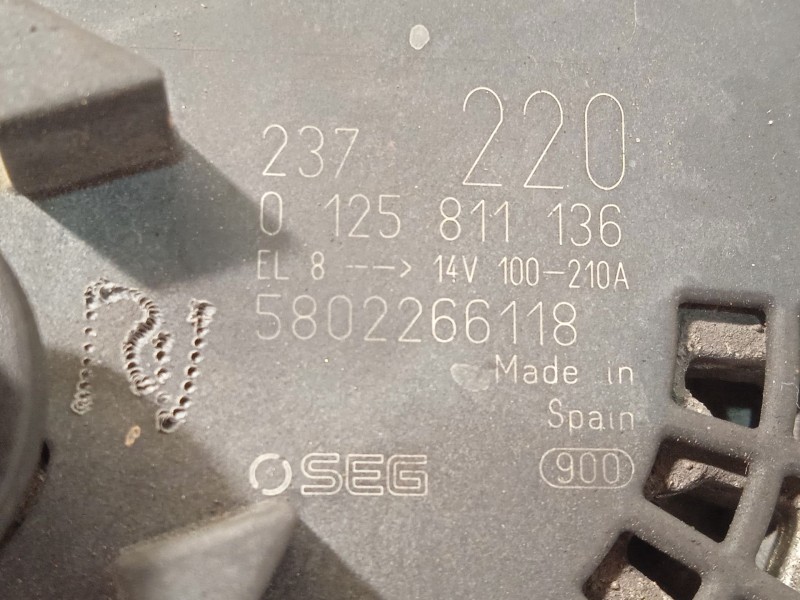 237 220
0 125 811 136
EL 8 ---> 14V 100-210A
5802266118
Made in
Spain
SEG 900